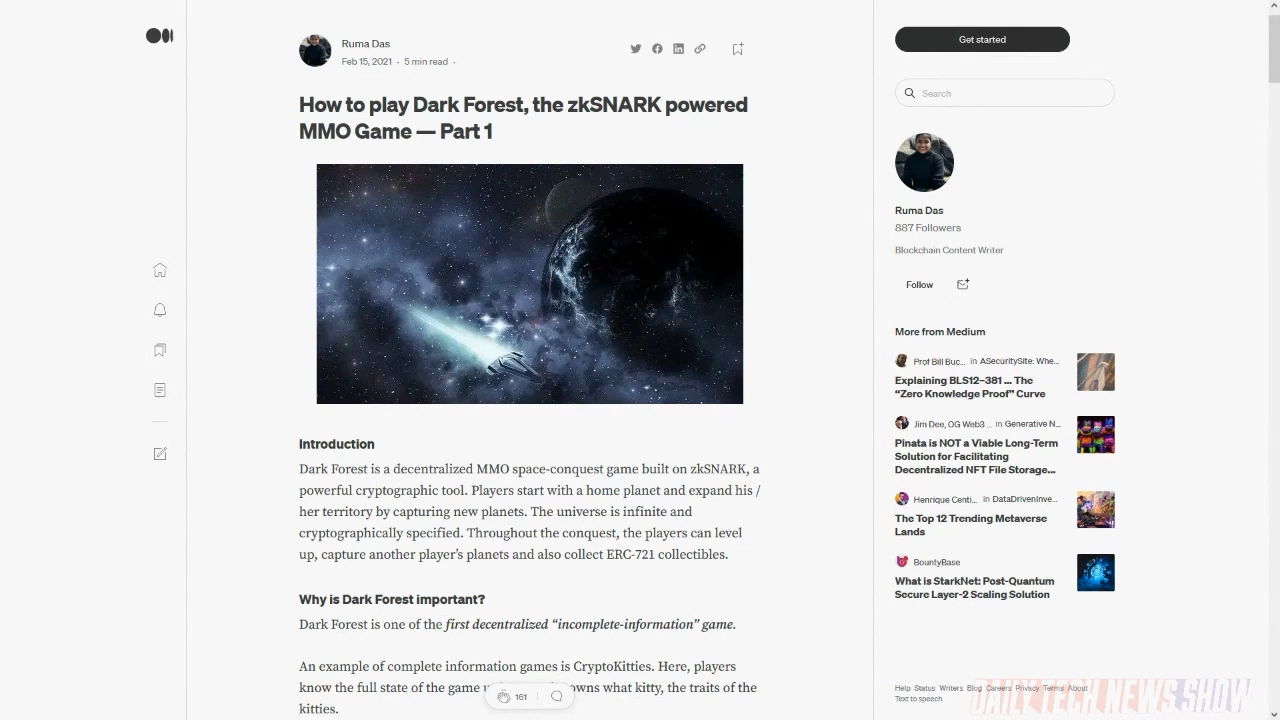 Ruma Das
Feb 15, 2021 · 5 min read ·
How to play Dark Forest, the zkSNARK powered
MMO Game — Part 1
Introduction
Dark Forest is a decentralized MMO space-conquest game built on zkSNARK, a
powerful cryptographic tool. Players start with a home planet and expand his /
her territory by capturing new planets. The universe is infinite and
cryptographically specified. Throughout the conquest, the players can level
up, capture another player’s planets and also collect ERC-721 collectibles.
Why is Dark Forest important?
Dark Forest is one of the first decentralized “incomplete-information” game.
An example of complete information games is CryptoKitties. Here, players
know the full state of the game owns what kitty, the traits of the
kitties.
161
Get started
Search
Ruma Das
887 Followers
Blockchain Content Writer
Follow
More from Medium
Prof Bill Buc... in ASecuritySite: Whe...
Explaining BLS12–381 ... The
“Zero Knowledge Proof” Curve
Jim Dee, OG Web3 ... in Generative N...
Pinata is NOT a Viable Long-Term
Solution for Facilitating
Decentralized NFT File Storage...
Henrique Centi... in DataDrivenInve...
The Top 12 Trending Metaverse
Lands
BountyBase
What is StarkNet: Post-Quantum
Secure Layer-2 Scaling Solution
Help Status Writers Blog Careers Privacy Terms About
Text to speech
DAILY TECH NEWS SHOW